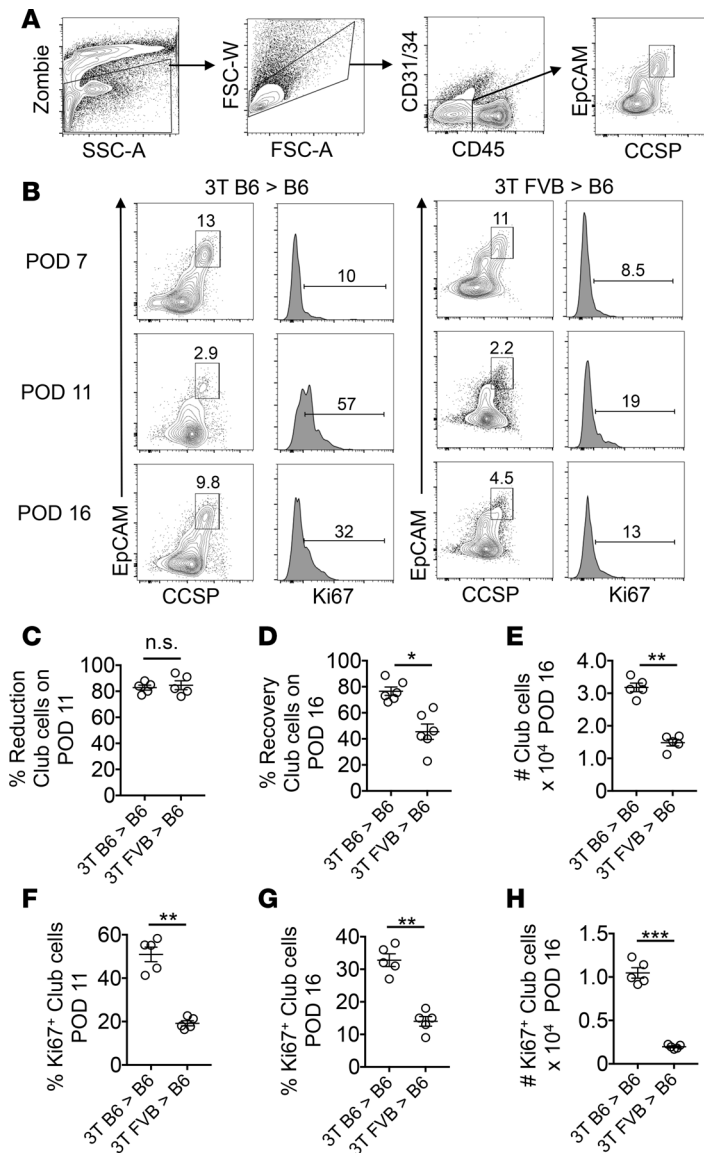 A
Zombie
SSC-A
FSC-W
FSC-A
CD31/34
CD45
EpCAM
CCSP
B
3T B6 > B6
3T FVB > B6
POD 7
13
10
11
8.5
POD 11
2.9
57
2.2
19
POD 16
9.8
32
4.5
13
EpCAM
EpCAM
CCSP
Ki67
CCSP
Ki67
C
% Reduction
Club cells on
POD 11
n.s.
100
80
60
40
20
0
3T B6 > B6
3T FVB > B6
D
% Recovery
Club cells on
POD 16
*
100
80
60
40
20
0
3T B6 > B6
3T FVB > B6
E
# Club cells
x 10⁴ POD 16
**
4.0
3.0
2.0
1.0
0
3T B6 > B6
3T FVB > B6
F
% Ki67⁺ Club cells
POD 11
**
60
40
20
0
3T B6 > B6
3T FVB > B6
G
% Ki67⁺ Club cells
POD 16
**
40
30
20
10
0
3T B6 > B6
3T FVB > B6
H
# Ki67⁺ Club cells
x 10⁴ POD 16
***
1.5
1.0
0.5
0
3T B6 > B6
3T FVB > B6